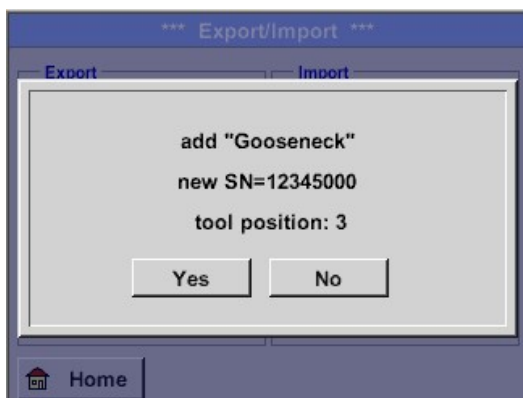 *** Export/Import ***
Export Import
add "Gooseneck"
new SN=12345000
tool position: 3
Yes No
Home